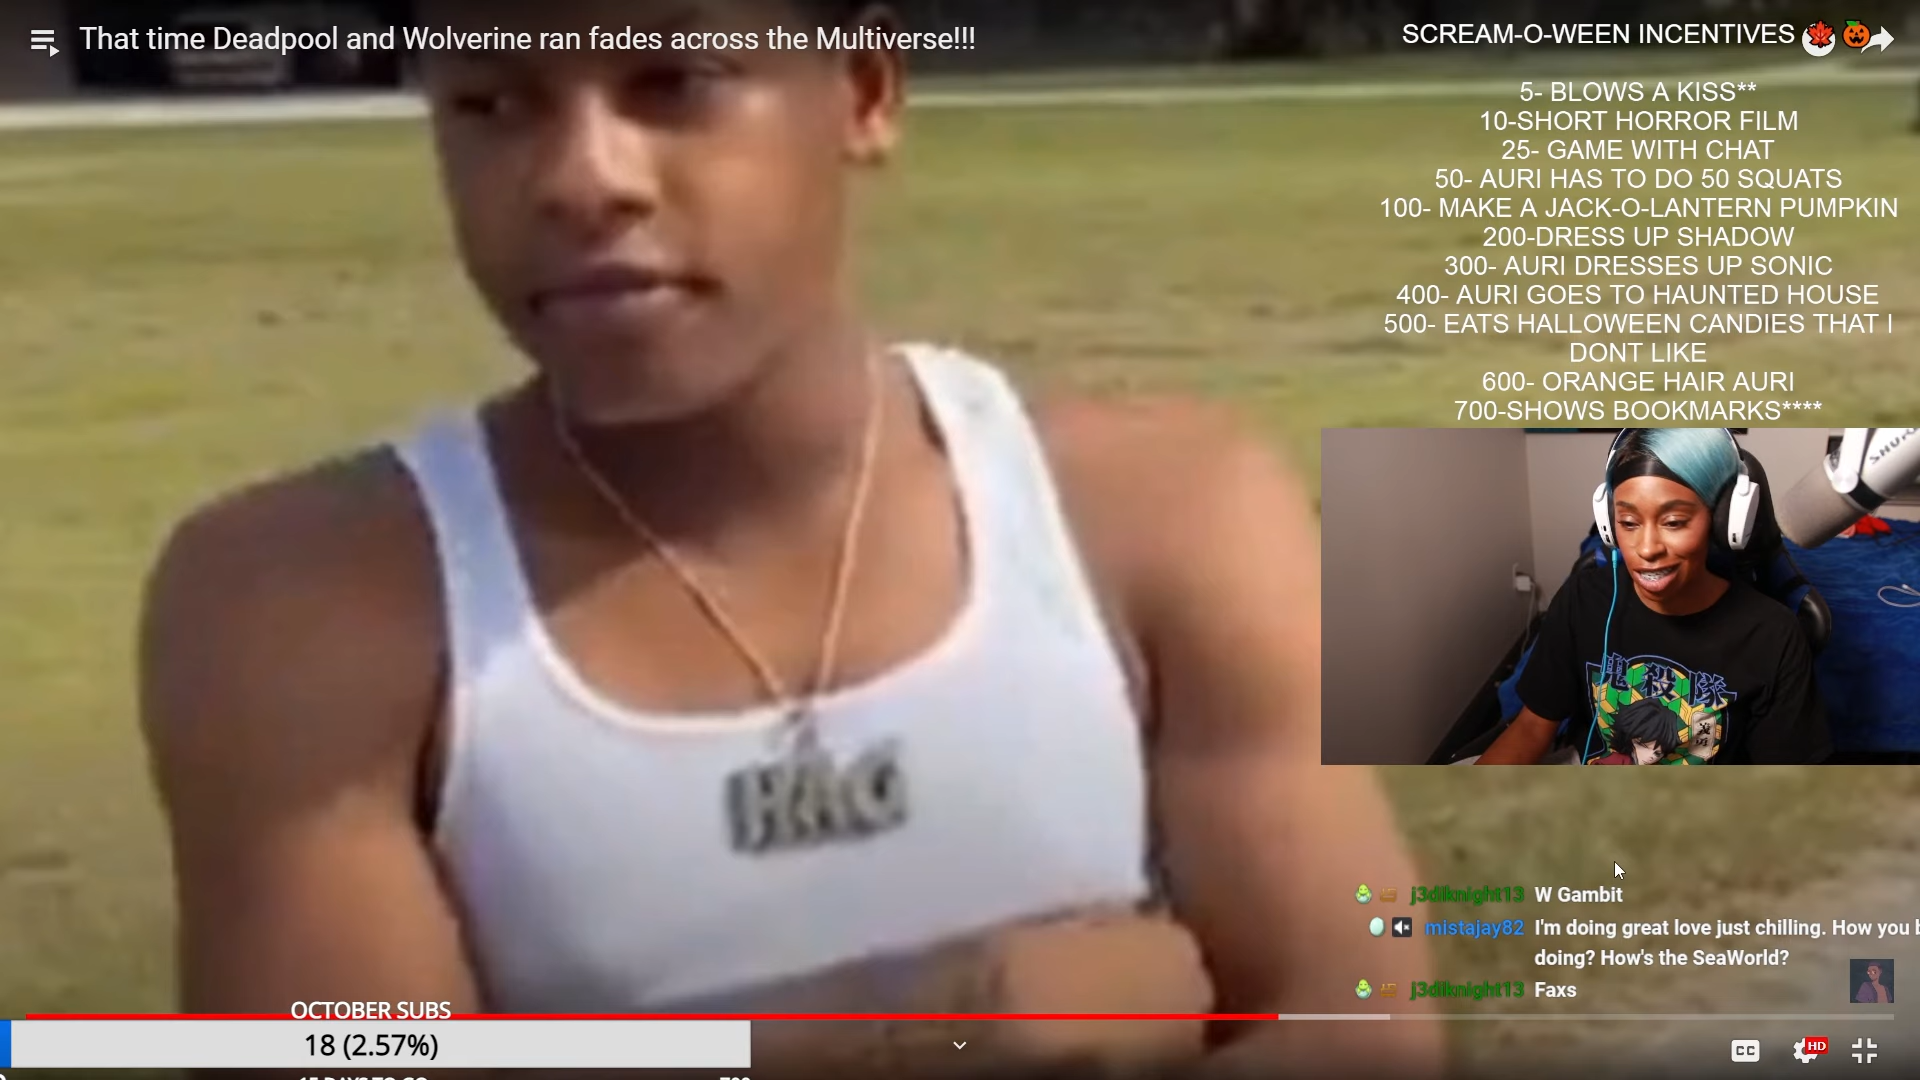 That time Deadpool and Wolverine ran fades across the Multiverse!!!
SCREAM-O-WEEN INCENTIVES
5- BLOWS A KISS**
10-SHORT HORROR FILM
25- GAME WITH CHAT
50- AURI HAS TO DO 50 SQUATS
100- MAKE A JACK-O-LANTERN PUMPKIN
200-DRESS UP SHADOW
300- AURI DRESSES UP SONIC
400- AURI GOES TO HAUNTED HOUSE
500- EATS HALLOWEEN CANDIES THAT I
DONT LIKE
600- ORANGE HAIR AURI
700-SHOWS BOOKMARKS****
j3diknight13 W Gambit
mistajay82 I'm doing great love just chilling. How you
doing? How's the SeaWorld?
j3diknight13 Faxs
OCTOBER SUBS
18 (2.57%)
CC
HD